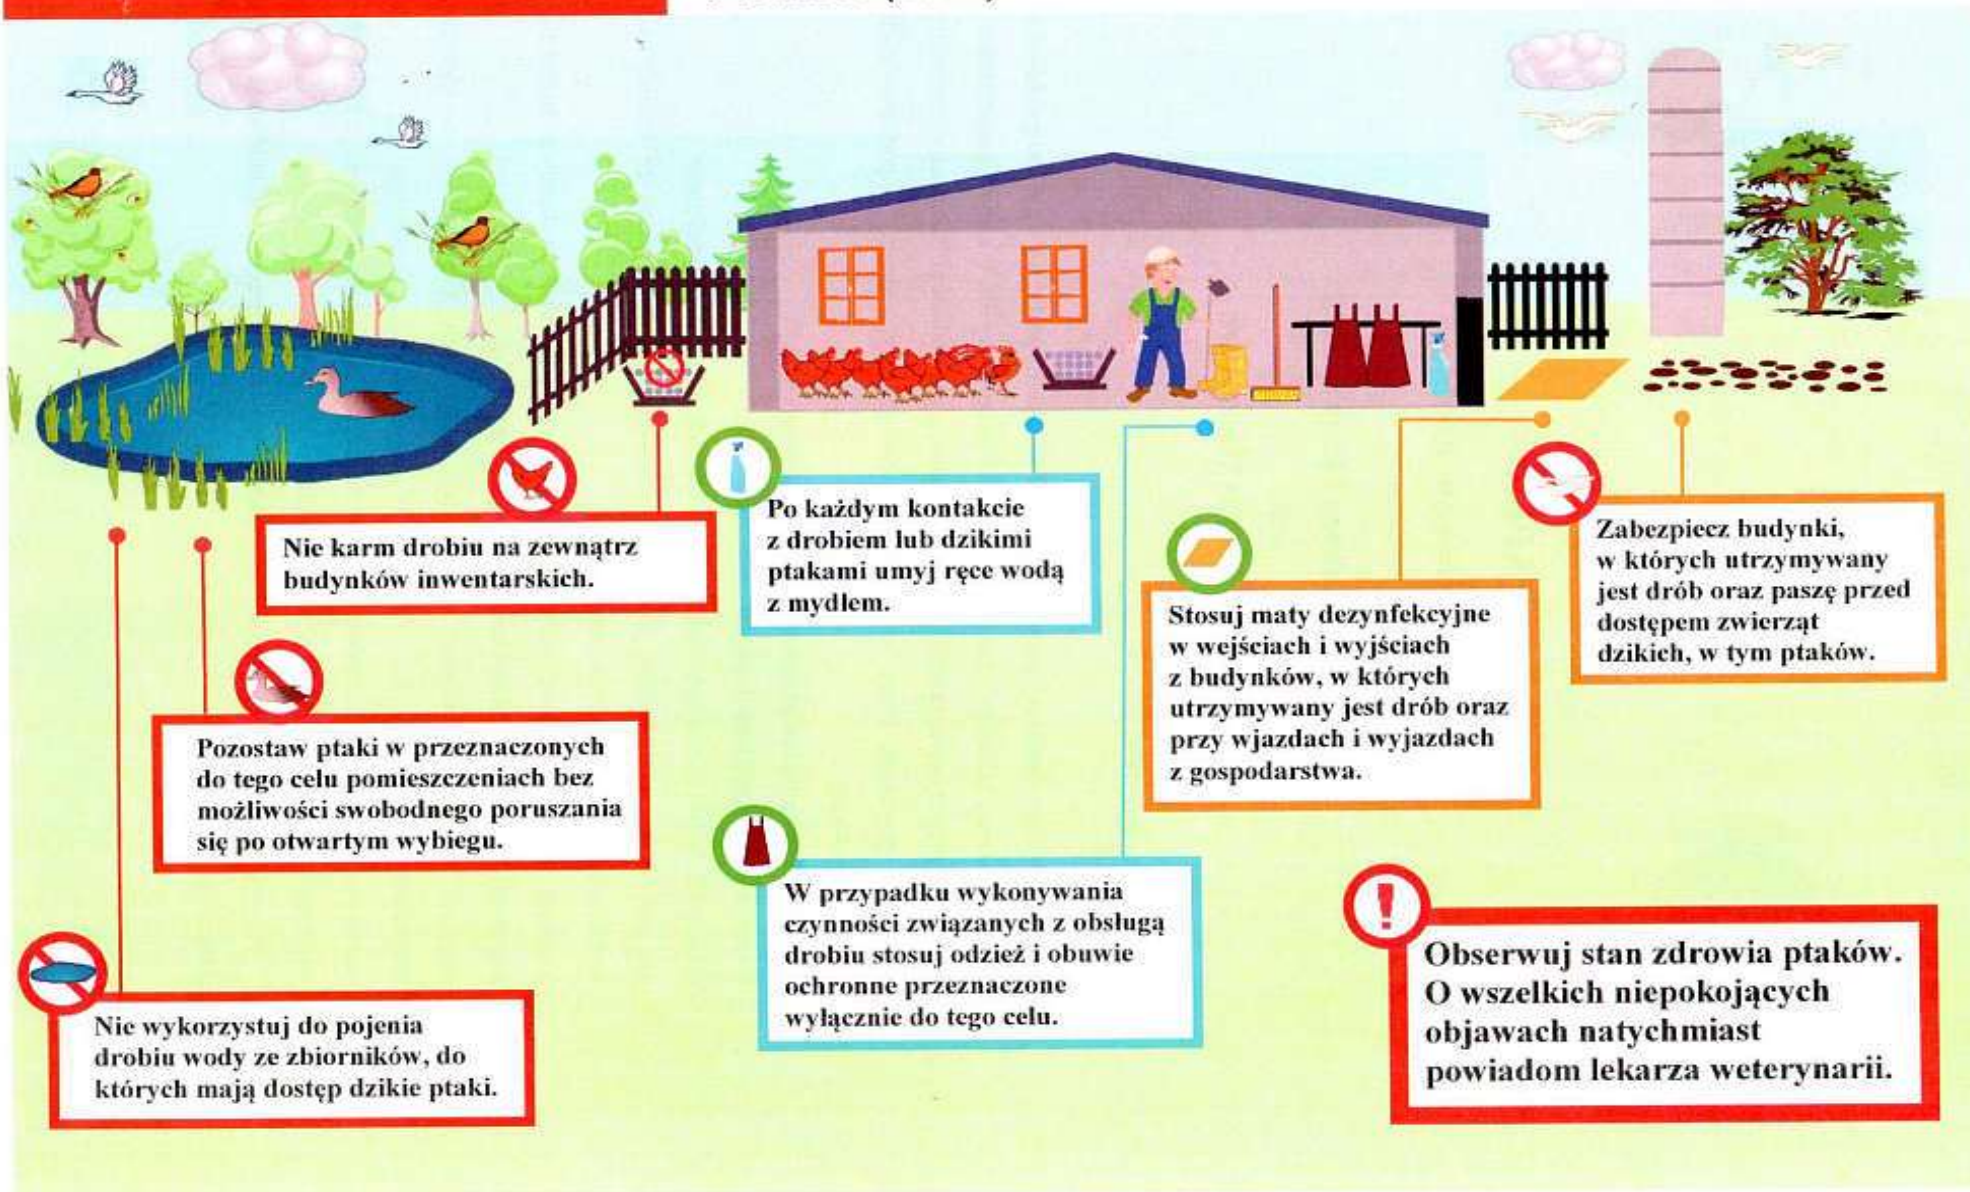 Nie karm drobiu na zewnątrz
budynków inwentarskich.
Po każdym kontakcie
z drobiem lub dzikimi
ptakami umyj ręce wodą
z mydłem.
Zabezpiecz budynki,
w których utrzymywany
jest drób oraz paszę przed
dostępem zwierząt
dzikich, w tym ptaków.
Stosuj maty dezynfekcyjne
w wejściach i wyjściach
z budynków, w których
utrzymywany jest drób oraz
przy wjazdach i wyjazdach
z gospodarstwa.
Pozostaw ptaki w przeznaczonych
do tego celu pomieszczeniach bez
możliwości swobodnego poruszania
się po otwartym wybiegu.
W przypadku wykonywania
czynności związanych z obsługą
drobiu stosuj odzież i obuwie
ochronne przeznaczone
wyłącznie do tego celu.
Obserwuj stan zdrowia ptaków.
O wszelkich niepokojących
objawach natychmiast
powiadom lekarza weterynarii.
Nie wykorzystuj do pojenia
drobiu wody ze zbiorników, do
których mają dostęp dzikie ptaki.